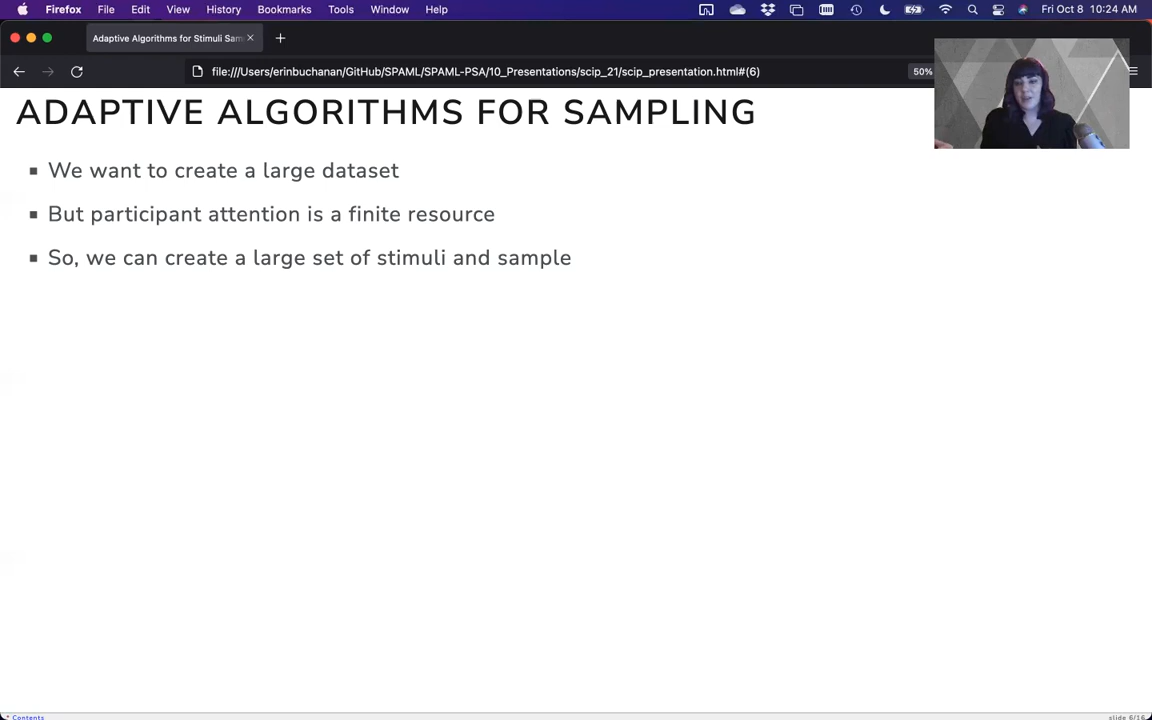 Firefox File Edit View History Bookmarks Tools Window Help Fri Oct 8 10:24 AM
Adaptive Algorithms for Stimuli Sam
file:///Users/erinbuchanan/GitHub/SPAML/SPAML-PSA/10_Presentations/scip_21/scip_presentation.html#(6) 50%
ADAPTIVE ALGORITHMS FOR SAMPLING
We want to create a large dataset
But participant attention is a finite resource
So, we can create a large set of stimuli and sample
Contents slide 6/16